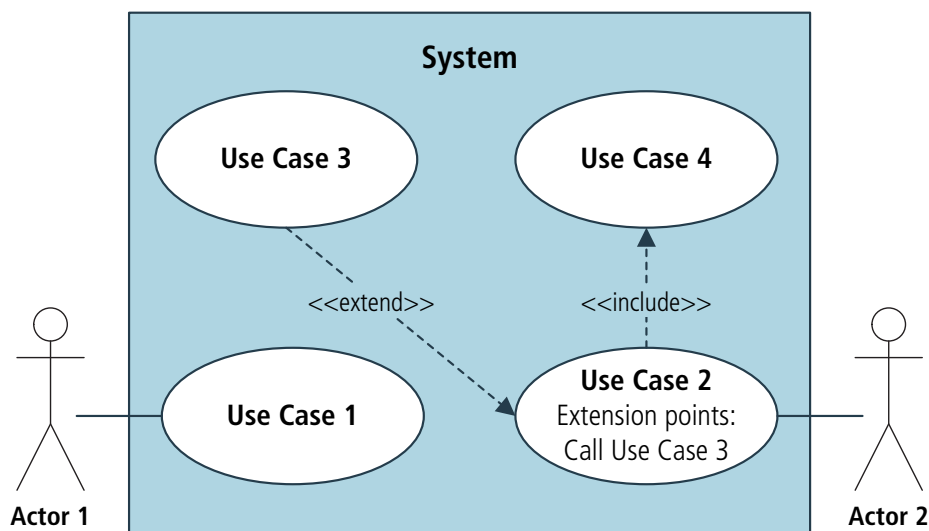 System
Use Case 3
Use Case 4
<<extend>>
<<include>>
Use Case 1
Use Case 2
Extension points:
Call Use Case 3
Actor 1
Actor 2